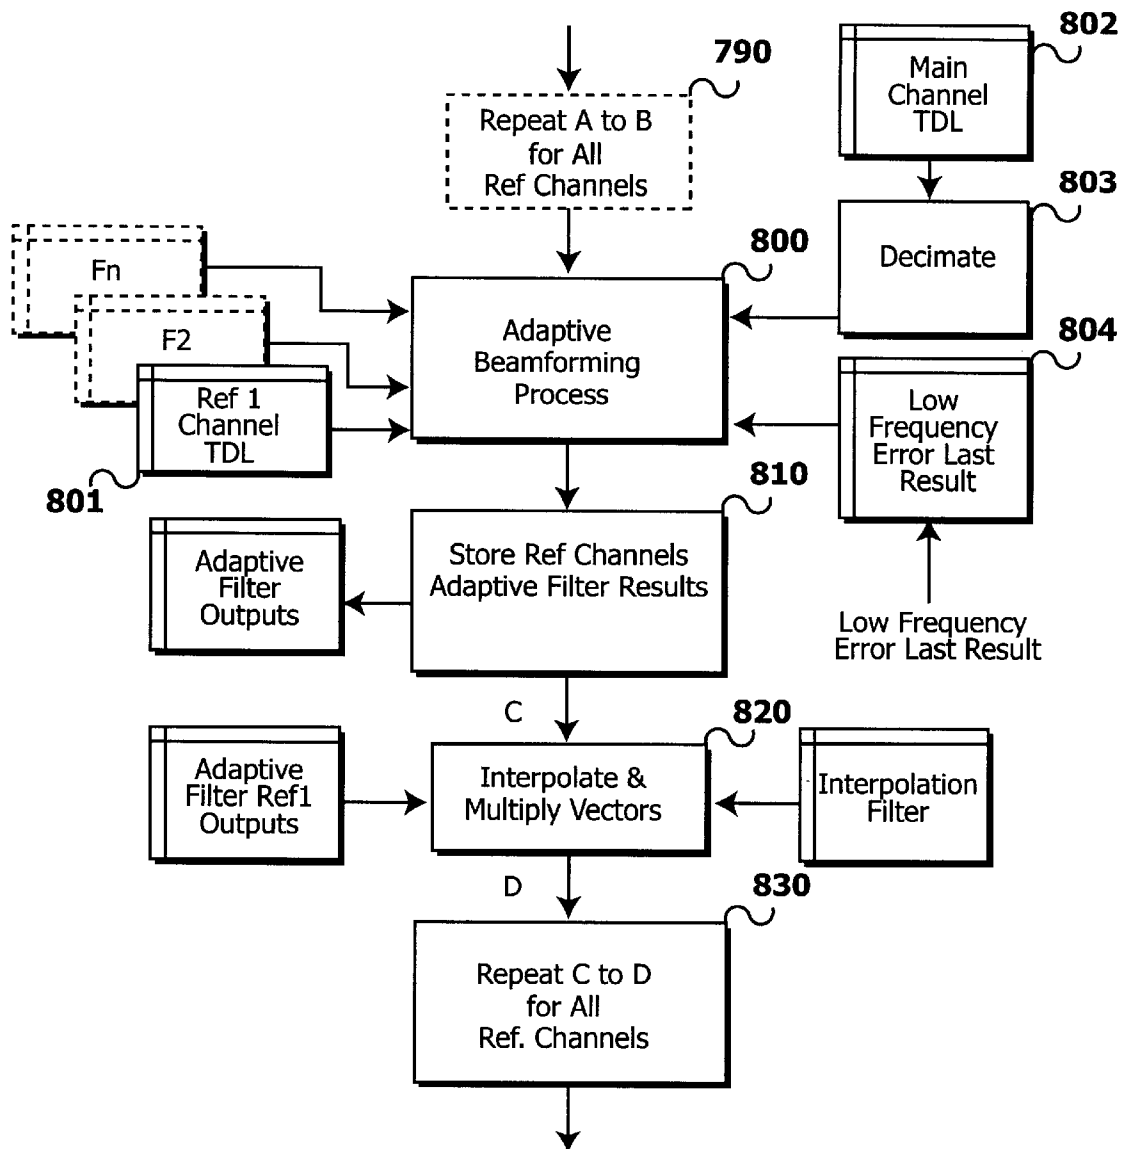 790
Repeat A to B
for All
Ref Channels
802
Main
Channel
TDL
803
Decimate
Fn
F2
Ref 1
Channel
TDL
801
800
Adaptive
Beamforming
Process
804
Low
Frequency
Error Last
Result
Low Frequency
Error Last Result
810
Store Ref Channels
Adaptive Filter Results
Adaptive
Filter
Outputs
C
820
Adaptive
Filter Ref1
Outputs
Interpolate &
Multiply Vectors
Interpolation
Filter
D
830
Repeat C to D
for All
Ref. Channels